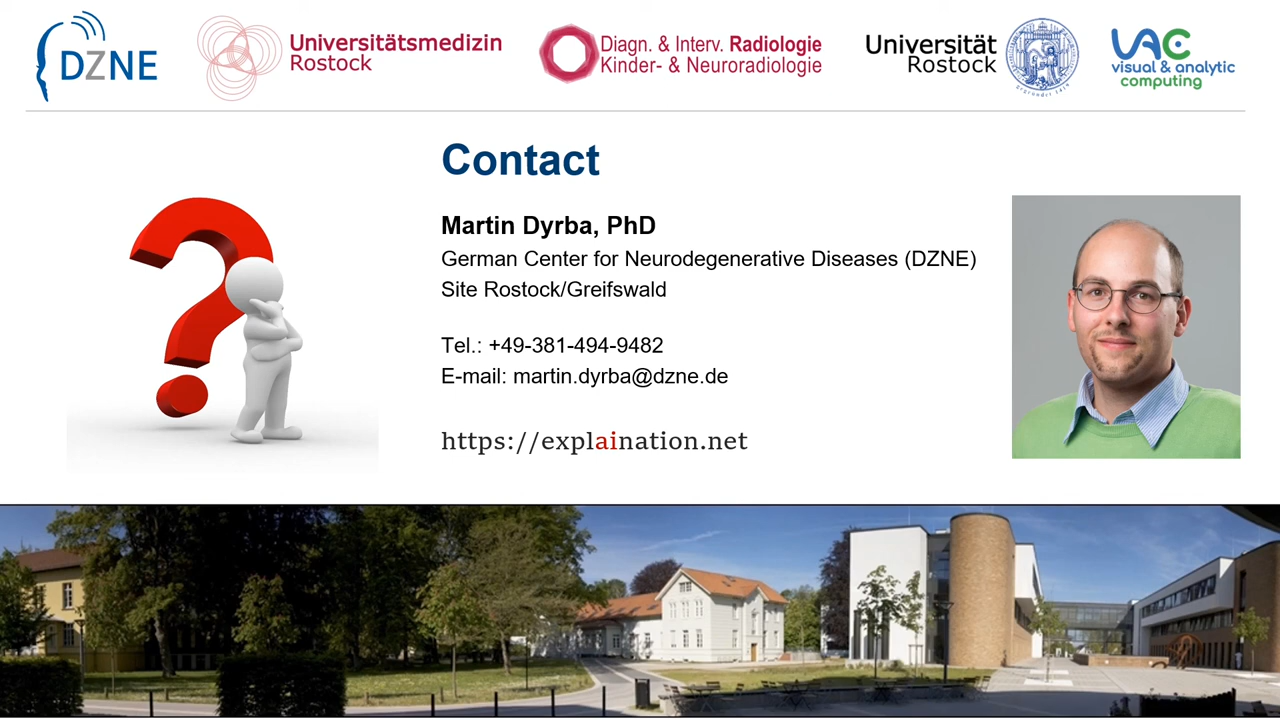 DZNE
Universitätsmedizin
Rostock
Diagn. & Interv. Radiologie
Kinder- & Neuroradiologie
Universität
Rostock
VAC
visual & analytic
computing
Contact
Martin Dyrba, PhD
German Center for Neurodegenerative Diseases (DZNE)
Site Rostock/Greifswald
Tel.: +49-381-494-9482
E-mail: martin.dyrba@dzne.de
https://explaination.net